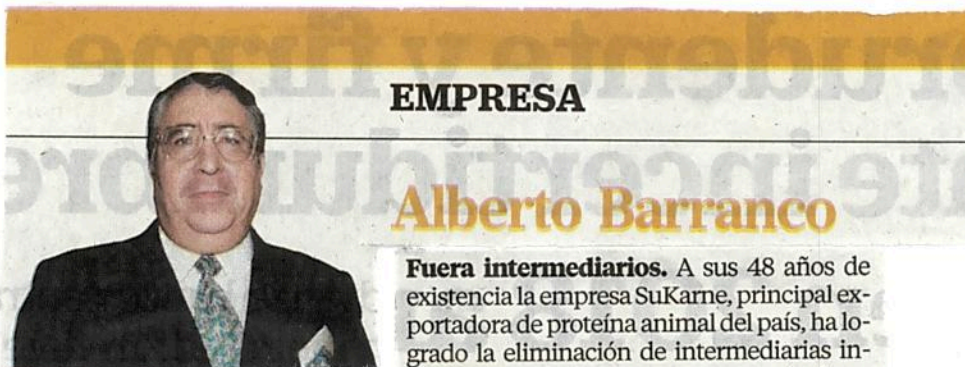 EMPRESA
Alberto Barranco
Fuera intermediarios. A sus 48 años de
existencia la empresa SuKarne, principal ex-
portadora de proteína animal del país, ha lo-
grado la eliminación de intermediarias in-